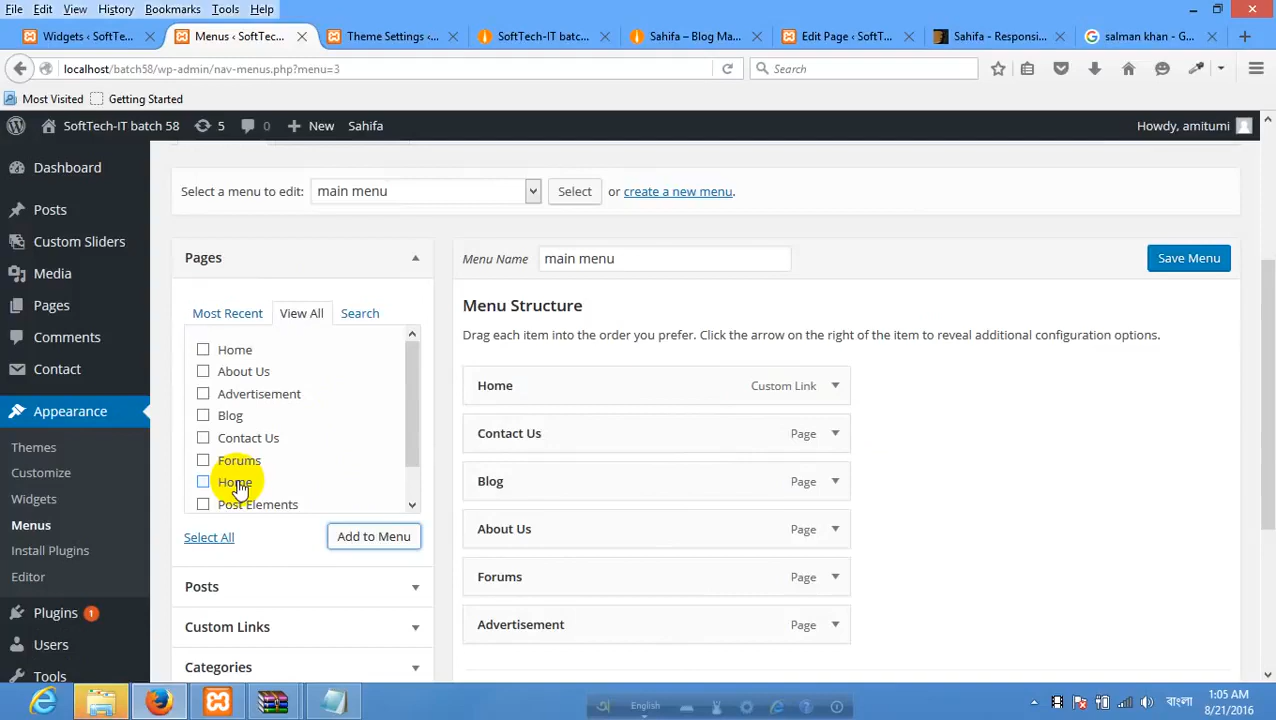 File Edit View History Bookmarks Tools Help
Widgets ‹ SoftTe... Menus ‹ SoftTec... Theme Settings ‹... SoftTech-IT batc... Sahifa – Blog Ma... Edit Page ‹ SoftT... Sahifa - Responsi... salman khan - G...
localhost/batch58/wp-admin/nav-menus.php?menu=3 Search
Most Visited Getting Started
SoftTech-IT batch 58 5 0 New Sahifa Howdy, amitumi
Dashboard
Posts
Custom Sliders
Media
Pages
Comments
Contact
Appearance
Themes
Customize
Widgets
Menus
Install Plugins
Editor
Plugins 1
Users
Tools
Select a menu to edit: main menu Select or create a new menu.
Pages
Most Recent View All Search
Home
About Us
Advertisement
Blog
Contact Us
Forums
Home
Post Elements
Select All Add to Menu
Posts
Custom Links
Categories
Menu Name main menu Save Menu
Menu Structure
Drag each item into the order you prefer. Click the arrow on the right of the item to reveal additional configuration options.
Home Custom Link
Contact Us Page
Blog Page
About Us Page
Forums Page
Advertisement Page
English
বাংলা
1:05 AM
8/21/2016